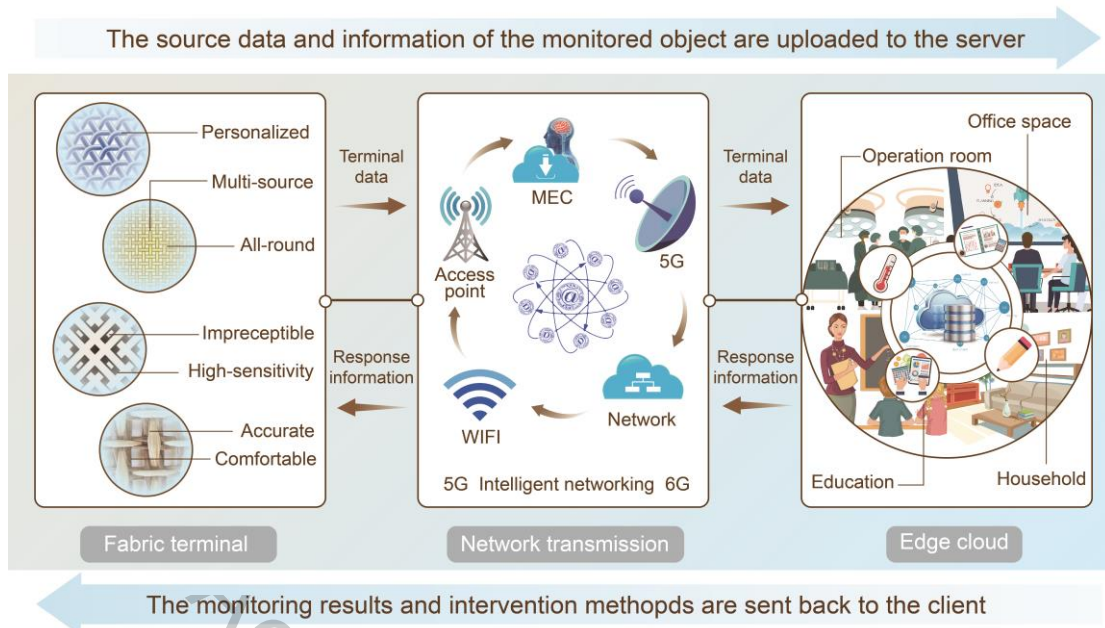 The source data and information of the monitored object are uploaded to the server
Personalized
Multi-source
All-round
Impreceptible
High-sensitivity
Accurate
Comfortable
Fabric terminal
Terminal
data
Response
information
MEC
5G
Network
WIFI
Access
point
5G Intelligent networking 6G
Network transmission
Terminal
data
Response
information
Office space
Operation room
Education
Household
Edge cloud
The monitoring results and intervention methopds are sent back to the client